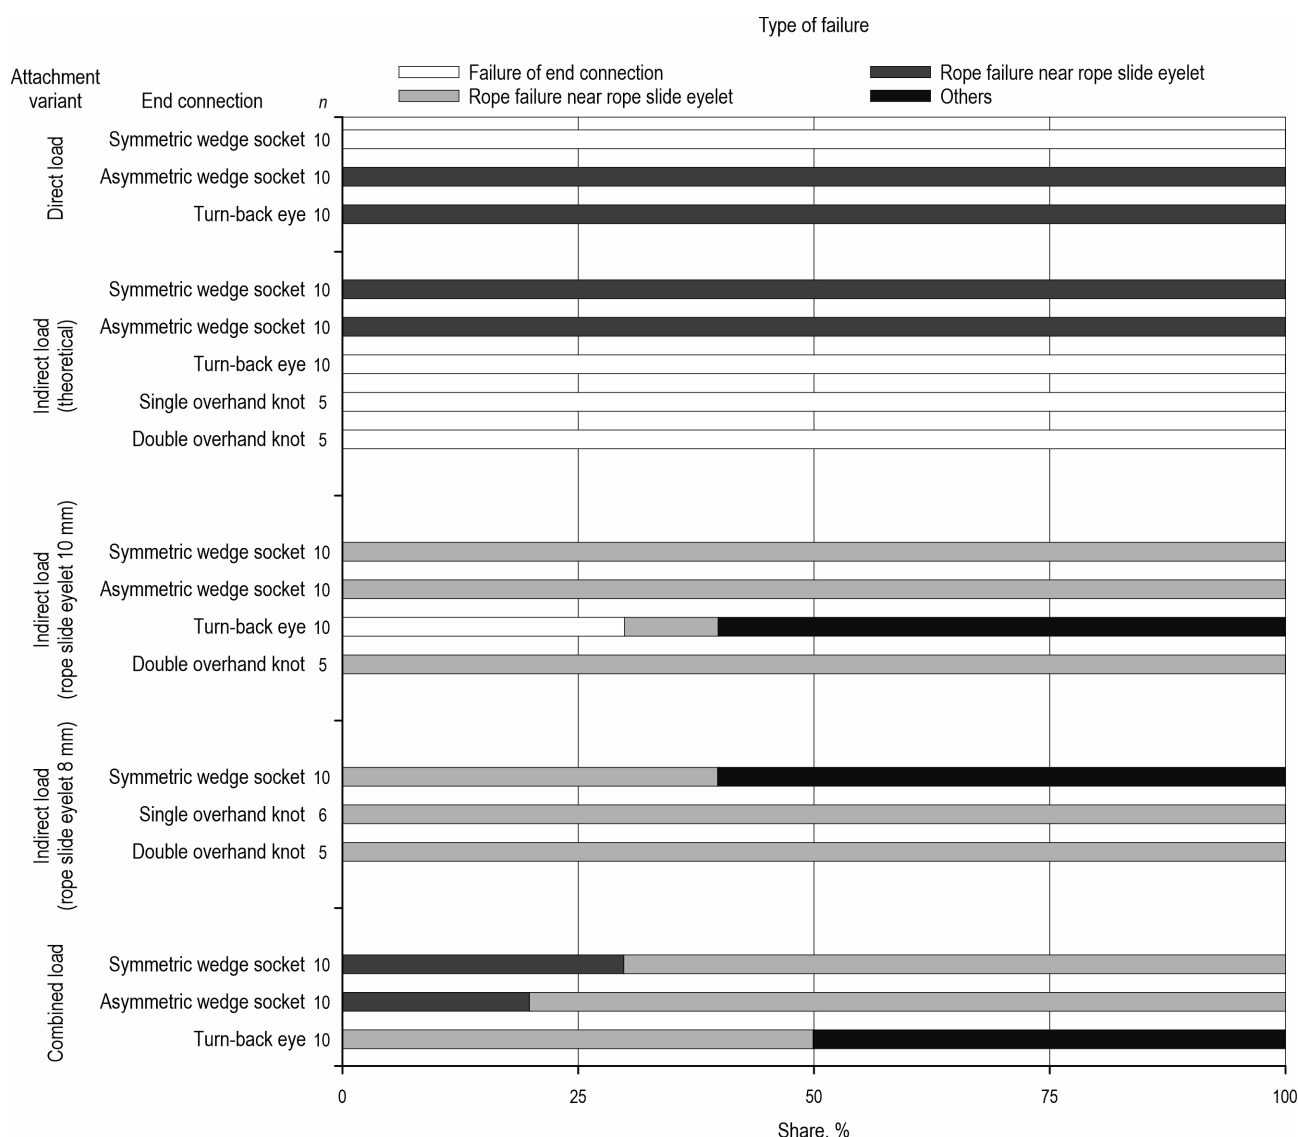 Type of failure
Failure of end connection
Rope failure near rope slide eyelet
Rope failure near rope slide eyelet
Others
Attachment
variant
End connection
n
Direct load
Symmetric wedge socket 10
Asymmetric wedge socket 10
Turn-back eye 10
Indirect load
(theoretical)
Symmetric wedge socket 10
Asymmetric wedge socket 10
Turn-back eye 10
Single overhand knot 5
Double overhand knot 5
Indirect load
(rope slide eyelet 10 mm)
Symmetric wedge socket 10
Asymmetric wedge socket 10
Turn-back eye 10
Double overhand knot 5
Indirect load
(rope slide eyelet 8 mm)
Symmetric wedge socket 10
Single overhand knot 6
Double overhand knot 5
Combined load
Symmetric wedge socket 10
Asymmetric wedge socket 10
Turn-back eye 10
0 25 50 75 100
Share, %